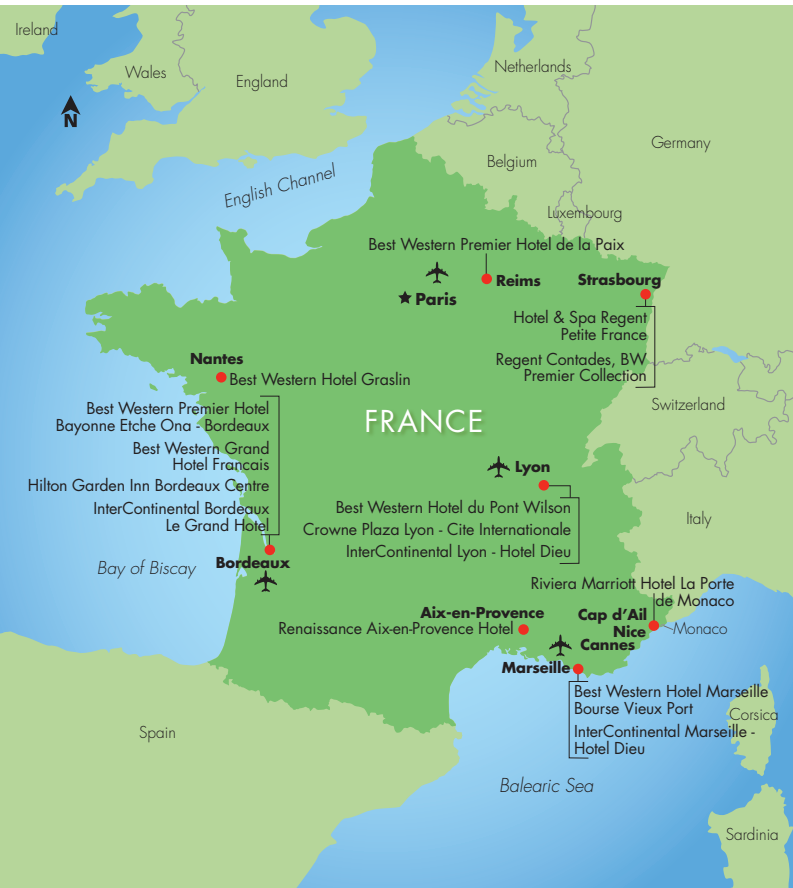 Ireland
Wales
England
Netherlands
N
Germany
Belgium
English Channel
Luxembourg
Best Western Premier Hotel de la Paix
Reims
Strasbourg
Paris
Hotel & Spa Regent
Petite France
Regent Contades, BW
Premier Collection
Nantes
Best Western Hotel Graslin
Best Western Premier Hotel
Bayonne Etche Ona - Bordeaux
Best Western Grand
Hotel Francais
Hilton Garden Inn Bordeaux Centre
InterContinental Bordeaux
Le Grand Hotel
FRANCE
Switzerland
Lyon
Best Western Hotel du Pont Wilson
Crowne Plaza Lyon - Cite Internationale
InterContinental Lyon - Hotel Dieu
Italy
Bay of Biscay
Bordeaux
Riviera Marriott Hotel La Porte
de Monaco
Aix-en-Provence
Renaissance Aix-en-Provence Hotel
Cap d'Ail
Nice
Monaco
Cannes
Marseille
Best Western Hotel Marseille
Bourse Vieux Port
InterContinental Marseille -
Hotel Dieu
Corsica
Spain
Balearic Sea
Sardinia